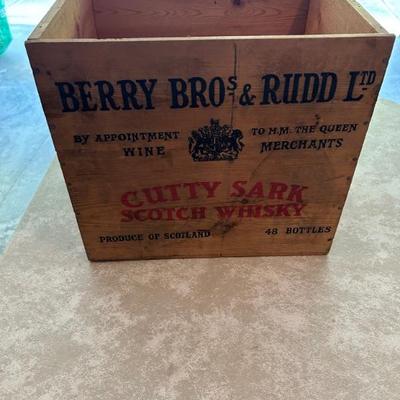 BERRY BROS & RUDD LTD
BY APPOINTMENT TO H.M. THE QUEEN
WINE MERCHANTS
CUTTY SARK
SCOTCH WHISKY
PRODUCE OF SCOTLAND 48 BOTTLES